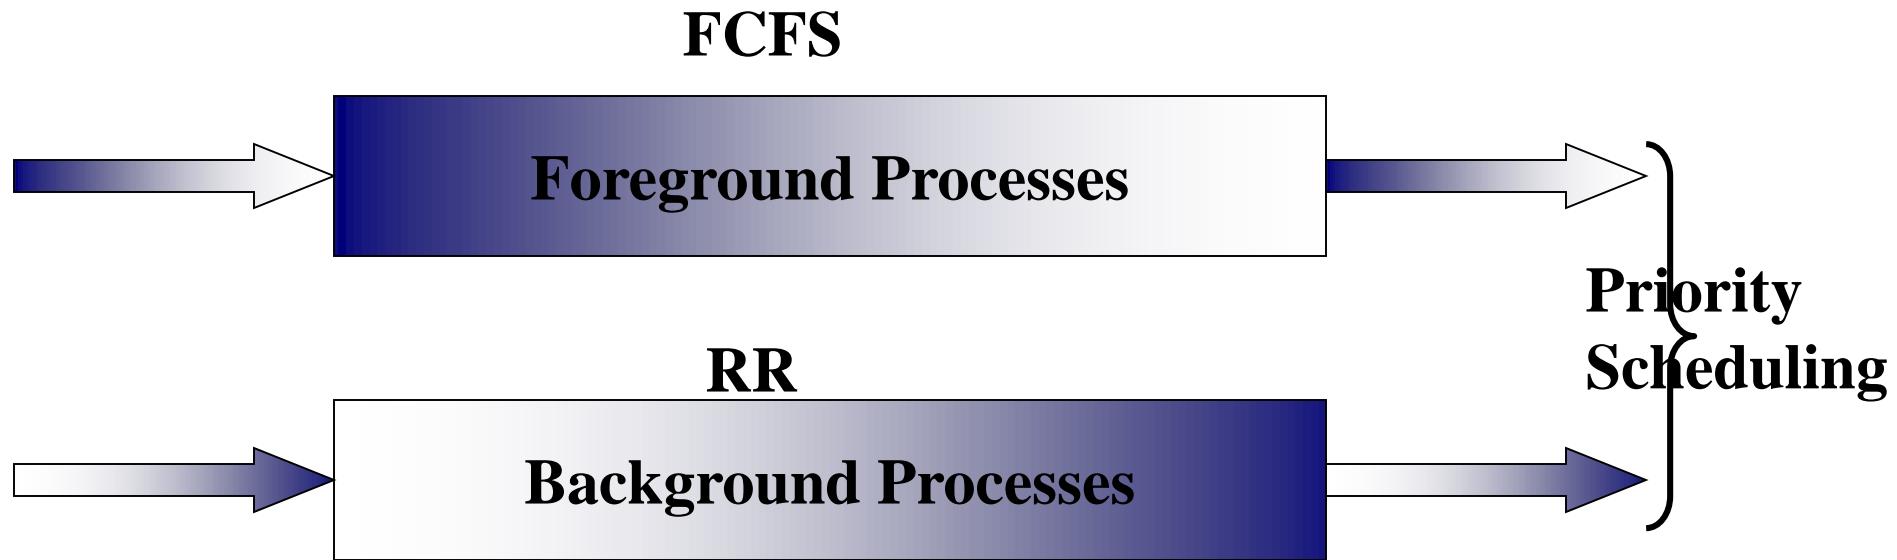 FCFS
Foreground Processes
Priority
Scheduling
RR
Background Processes